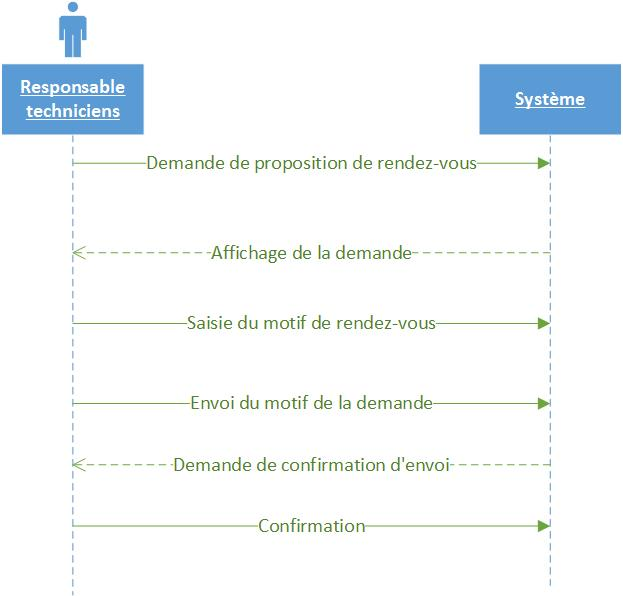 Responsable
techniciens
Système
Demande de proposition de rendez-vous
Affichage de la demande
Saisie du motif de rendez-vous
Envoi du motif de la demande
Demande de confirmation d'envoi
Confirmation